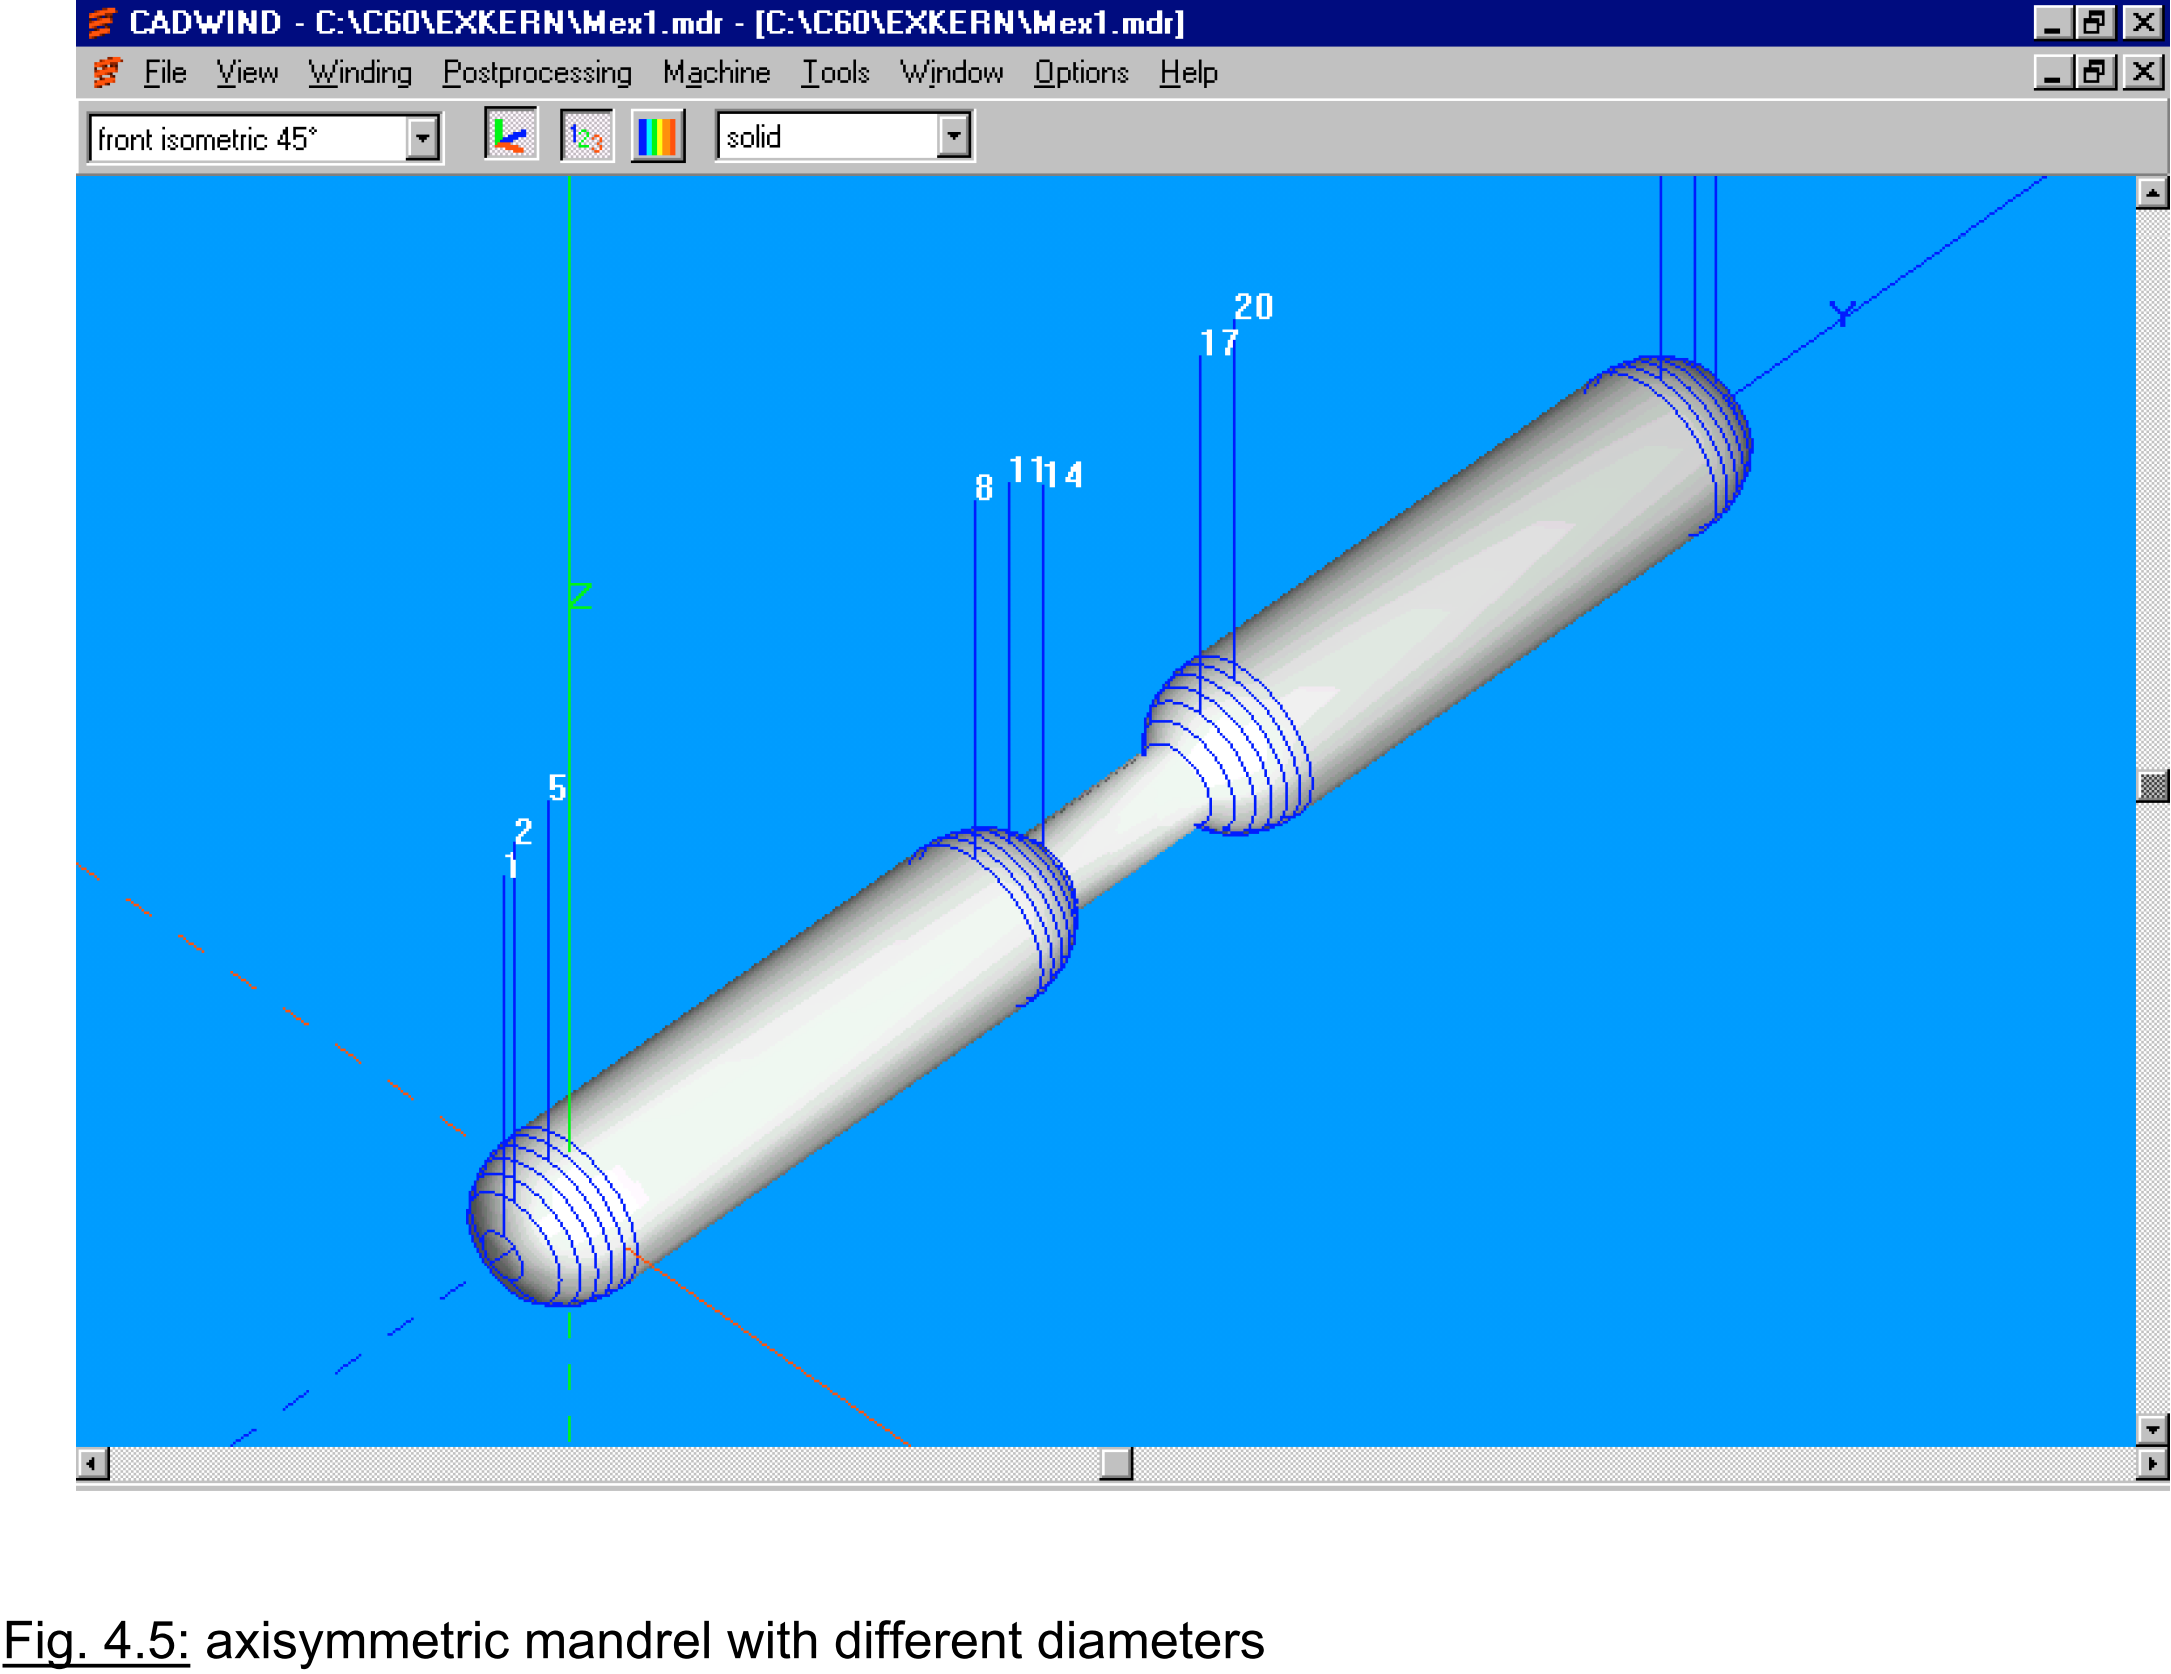 CADWIND - C:\C60\EXKERN\Mex1.mdr - [C:\C60\EXKERN\Mex1.mdr]
File View Winding Postprocessing Machine Tools Window Options Help
front isometric 45° 123 solid
20
17
Y
11 14
8
Z
5
2
1
Fig. 4.5: axisymmetric mandrel with different diameters